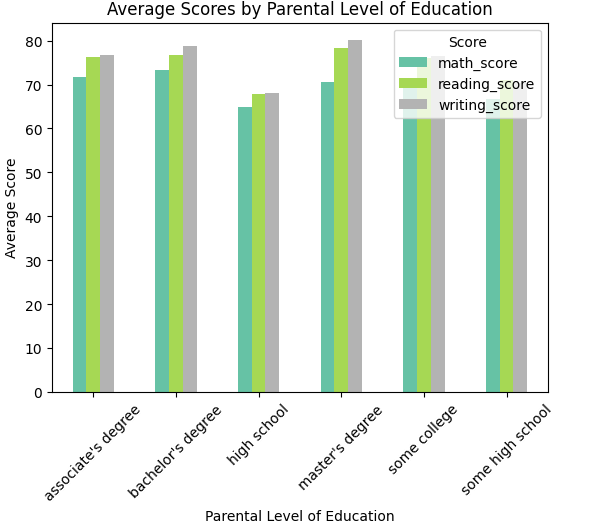 Average Scores by Parental Level of Education
Score
math_score
reading_score
writing_score
Average Score
80
70
60
50
40
30
20
10
0
associate's degree
bachelor's degree
high school
master's degree
some college
some high school
Parental Level of Education